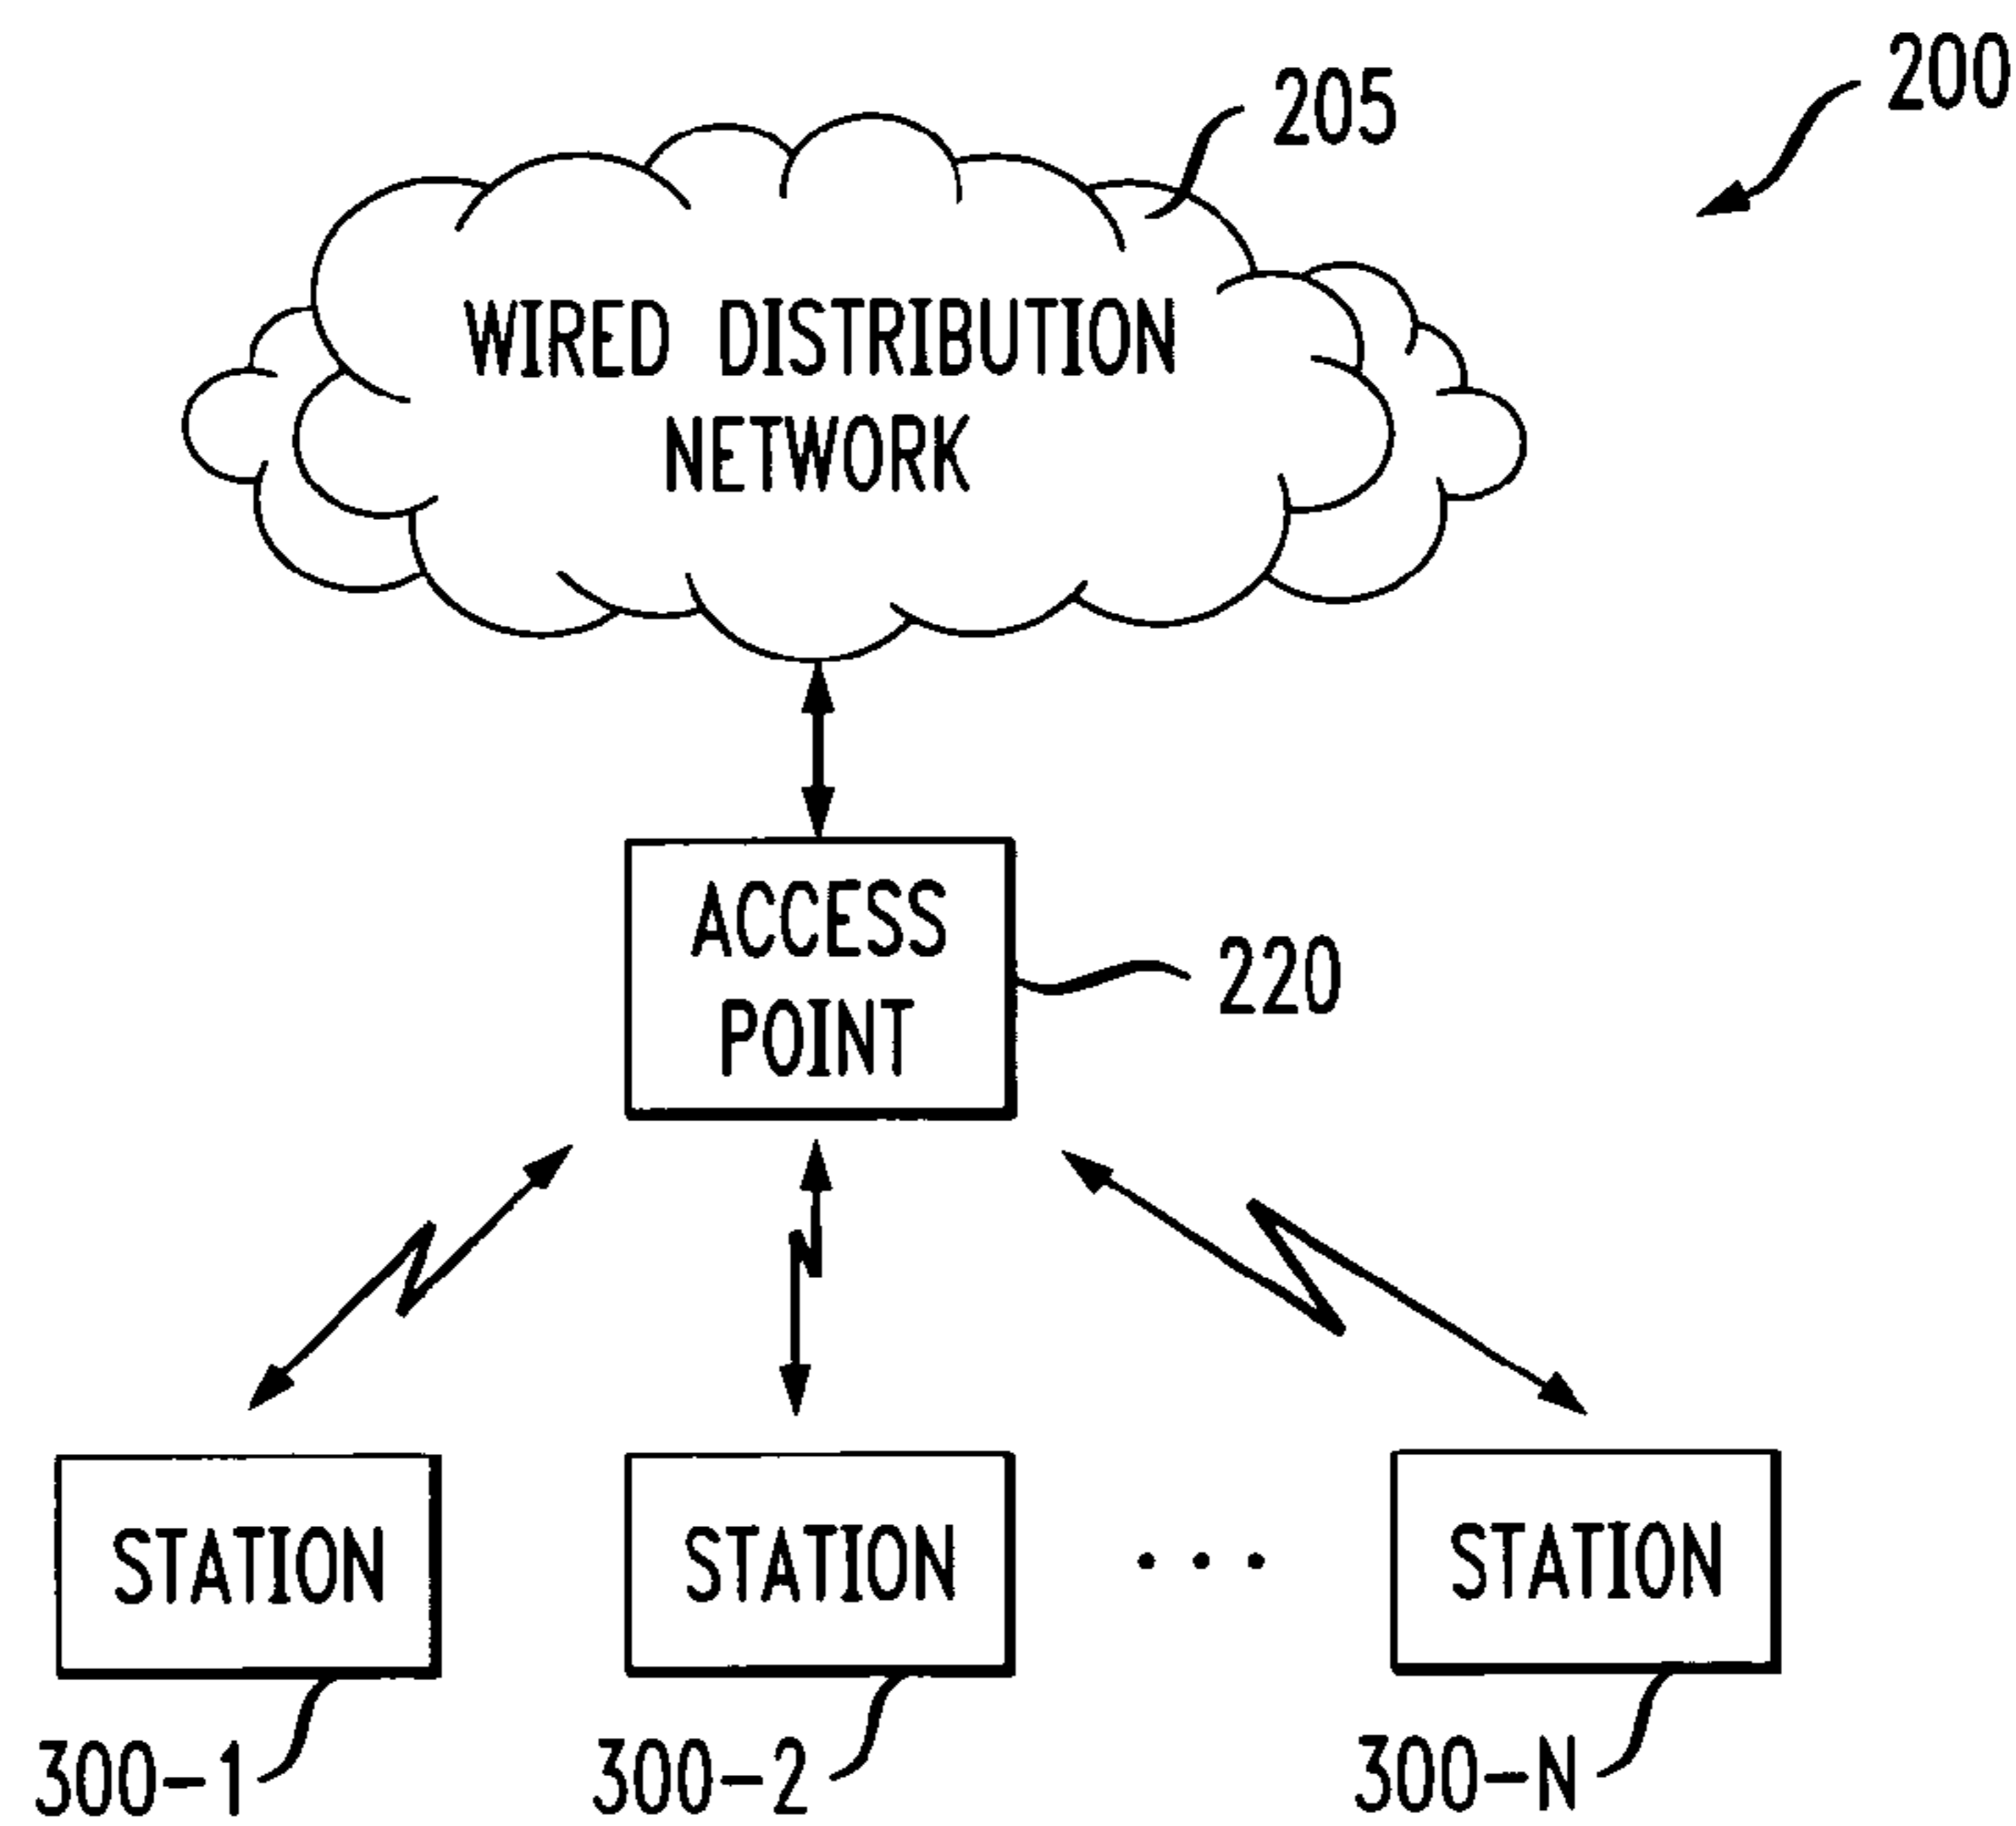 200
205
WIRED DISTRIBUTION
NETWORK
ACCESS
POINT
220
STATION
STATION
• • •
STATION
300-1
300-2
300-N